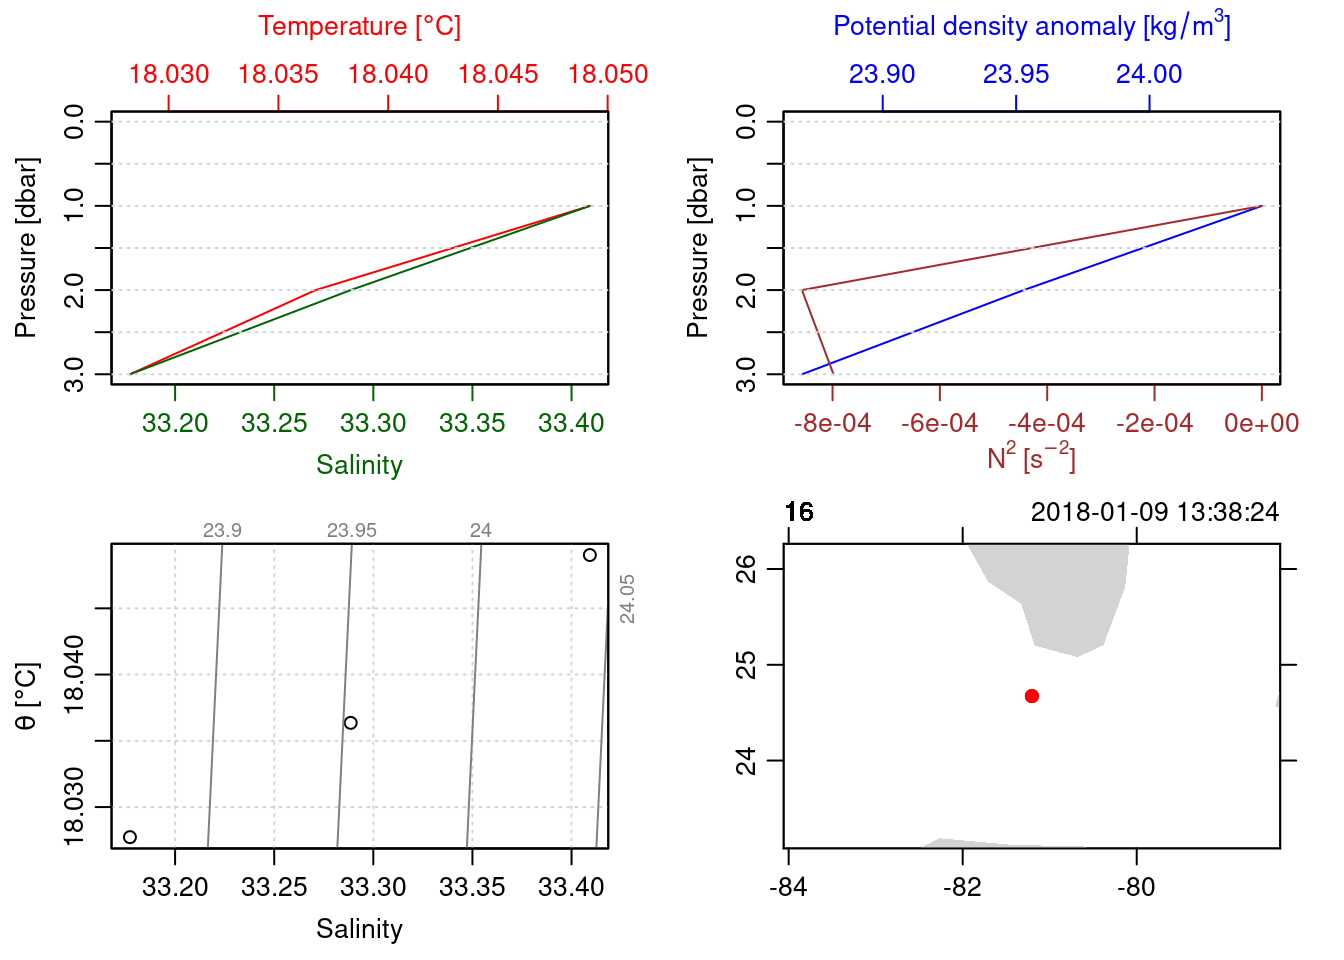 Temperature [°C]
18.030 18.035 18.040 18.045 18.050
Pressure [dbar]
0.0 1.0 2.0 3.0
33.20 33.25 33.30 33.35 33.40
Salinity
Potential density anomaly [kg/m³]
23.90 23.95 24.00
Pressure [dbar]
0.0 1.0 2.0 3.0
-8e-04 -6e-04 -4e-04 -2e-04 0e+00
N² [s⁻²]
23.9 23.95 24
24.05
θ [°C]
18.040
18.030
33.20 33.25 33.30 33.35 33.40
Salinity
16 2018-01-09 13:38:24
26
25
24
-84 -82 -80